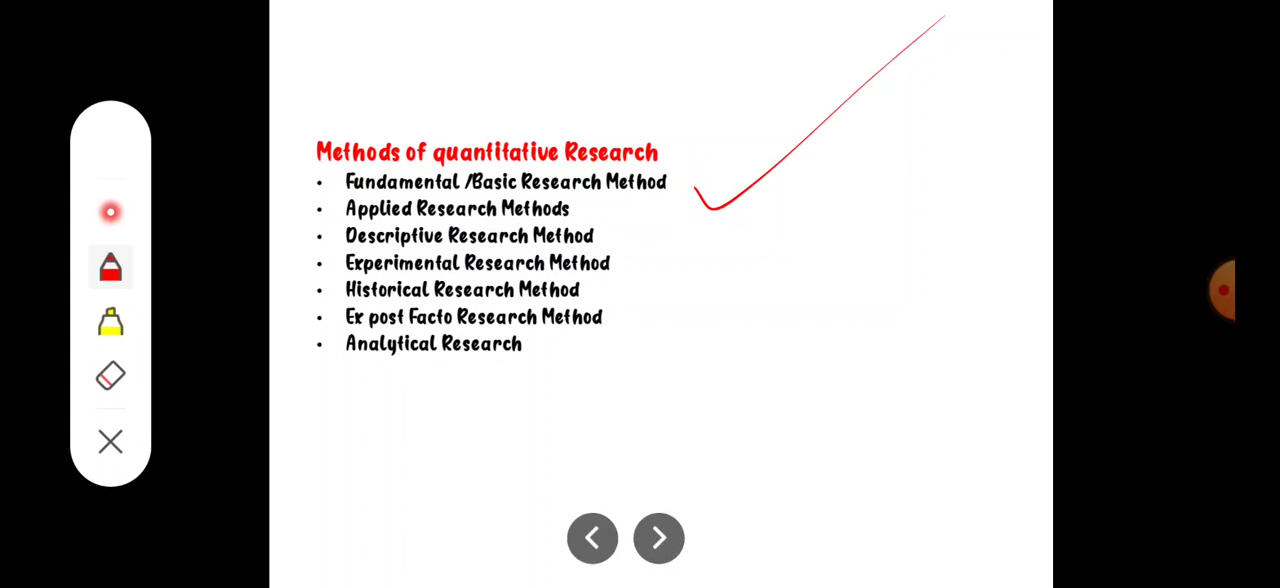 Methods of quantitative Research
• Fundamental /Basic Research Method
• Applied Research Methods
• Descriptive Research Method
• Experimental Research Method
• Historical Research Method
• Ex post Facto Research Method
• Analytical Research